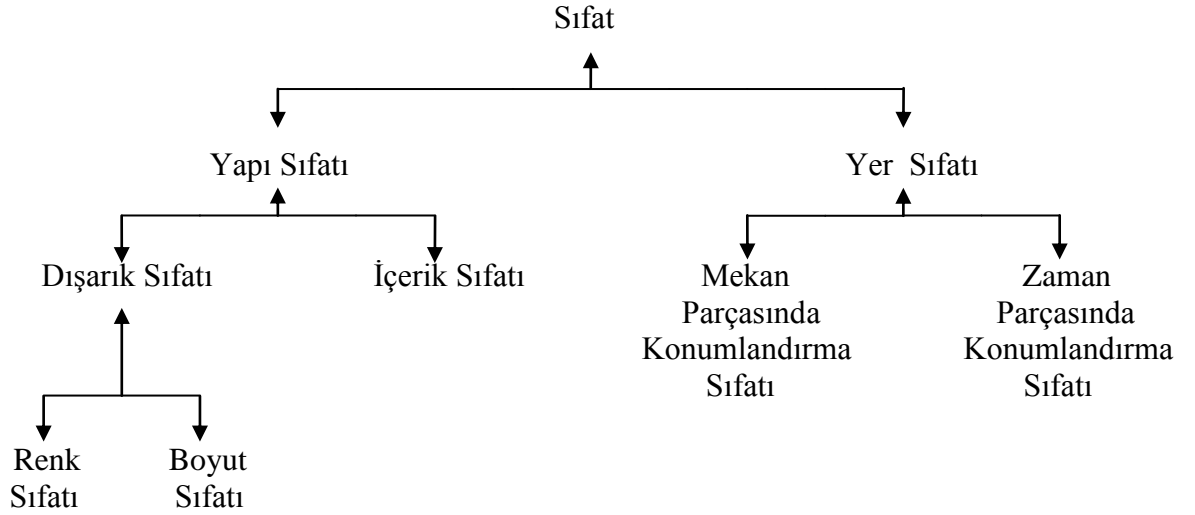 Sıfat
Yapı Sıfatı
Yer Sıfatı
Dışarık Sıfatı
İçerik Sıfatı
Mekan
Parçasında
Konumlandırma
Sıfatı
Zaman
Parçasında
Konumlandırma
Sıfatı
Renk
Sıfatı
Boyut
Sıfatı